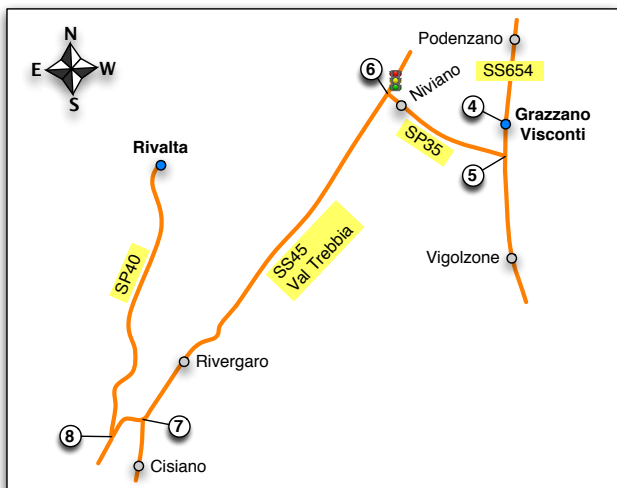 N
E
W
S
Podenzano
6
SS654
Niviano
4
Grazzano
Visconti
Rivalta
SP35
5
SS45
Val Trebbia
Vigolzone
SP40
Rivergaro
7
8
Cisiano